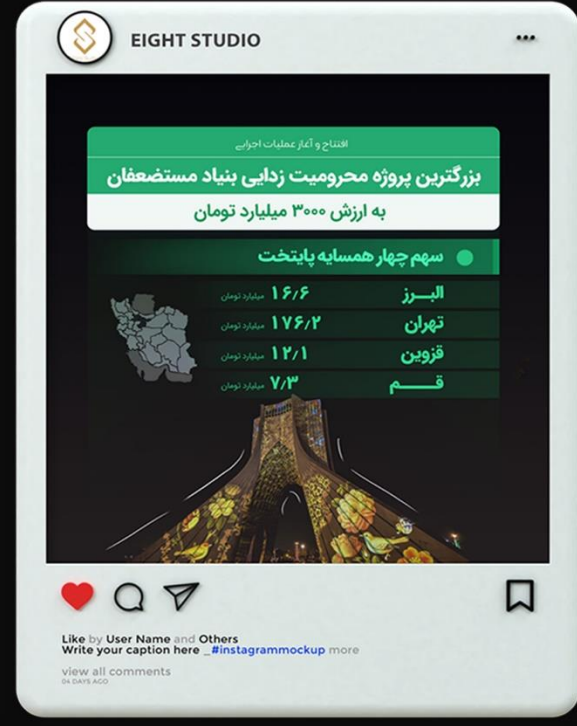 EIGHT STUDIO
افتتاح و آغاز عملیات اجرایی
بزرگترین پروژه محرومیت زدایی بنیاد مستضعفان
به ارزش ۳۰۰۰ میلیارد تومان
سهم چهار همسایه پایتخت
البـــرز ۱۶٫۶ میلیارد تومان
تهران ۱۷۶٫۲ میلیارد تومان
قزوین ۱۲٫۱ میلیارد تومان
قــــم ۷٫۳ میلیارد تومان
Like by User Name and Others
Write your caption here _#instagrammockup more
view all comments
04 DAYS AGO